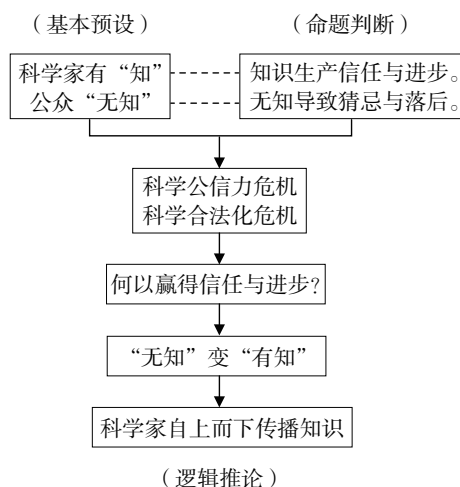 （基本预设）
（命题判断）
科学家有“知”
公众“无知”
知识生产信任与进步。
无知导致猜忌与落后。
科学公信力危机
科学合法化危机
何以赢得信任与进步？
“无知”变“有知”
科学家自上而下传播知识
（逻辑推论）